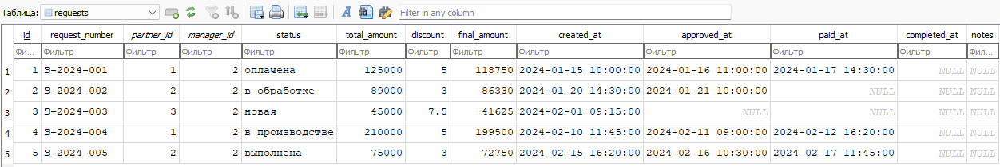 Таблица: requests Filter in any column
id request_number partner_id manager_id status total_amount discount final_amount created_at approved_at paid_at completed_at notes
Фи... Фильтр Фильтр Фильтр Фильтр Фильтр Фильтр Фильтр Фильтр Фильтр Фильтр Фильтр Фил...
1 1 З-2024-001 1 2 оплачена 125000 5 118750 2024-01-15 10:00:00 2024-01-16 11:00:00 2024-01-17 14:30:00 NULL NULL
2 2 З-2024-002 2 2 в обработке 89000 3 86330 2024-01-20 14:30:00 2024-01-21 10:00:00 NULL NULL NULL
3 3 З-2024-003 3 2 новая 45000 7.5 41625 2024-02-01 09:15:00 NULL NULL NULL NULL
4 4 З-2024-004 1 2 в производстве 210000 5 199500 2024-02-10 11:45:00 2024-02-11 09:00:00 2024-02-12 16:20:00 NULL NULL
5 5 З-2024-005 2 2 выполнена 75000 3 72750 2024-02-15 16:20:00 2024-02-16 10:30:00 2024-02-17 11:45:00 NULL NULL